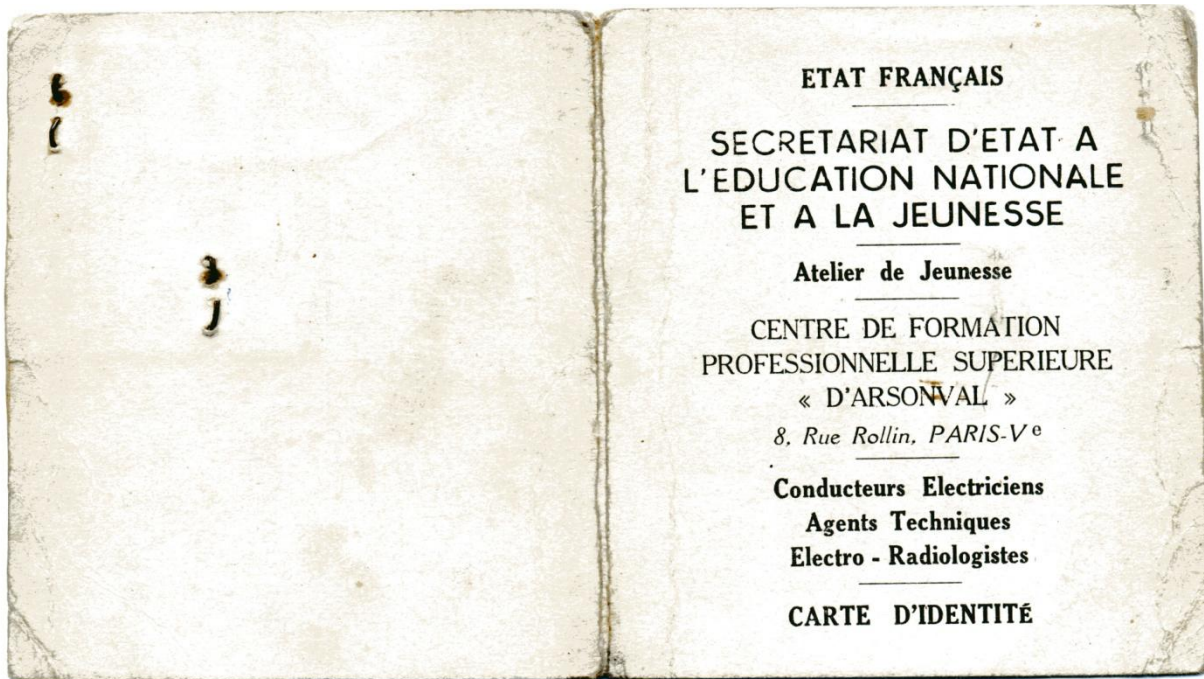 ETAT FRANÇAIS
SECRETARIAT D'ETAT A
L'EDUCATION NATIONALE
ET A LA JEUNESSE
Atelier de Jeunesse
CENTRE DE FORMATION
PROFESSIONNELLE SUPERIEURE
« D'ARSONVAL »
8, Rue Rollin, PARIS-Ve
Conducteurs Electriciens
Agents Techniques
Electro - Radiologistes
CARTE D'IDENTITÉ